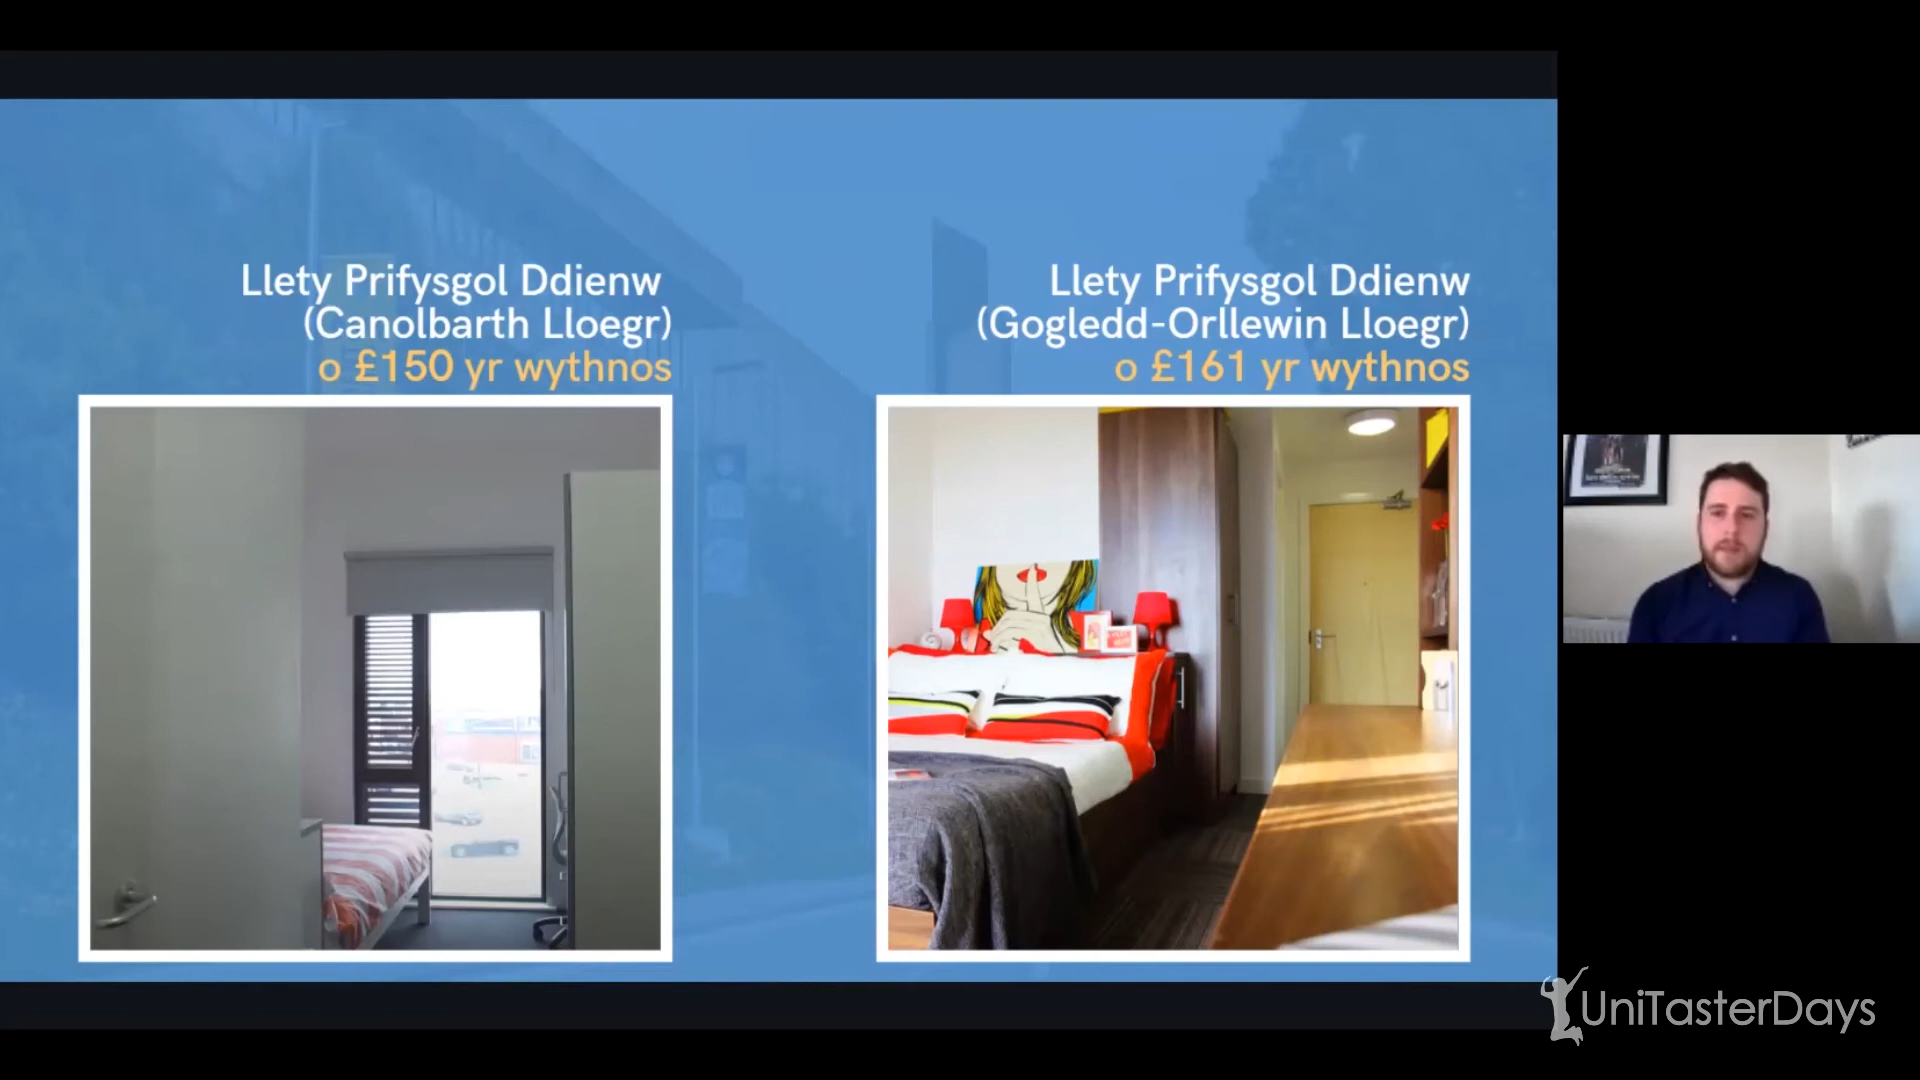 Llety Prifysgol Ddienw
(Canolbarth Lloegr)
o £150 yr wythnos
Llety Prifysgol Ddienw
(Gogledd-Orllewin Lloegr)
o £161 yr wythnos
UniTasterDays